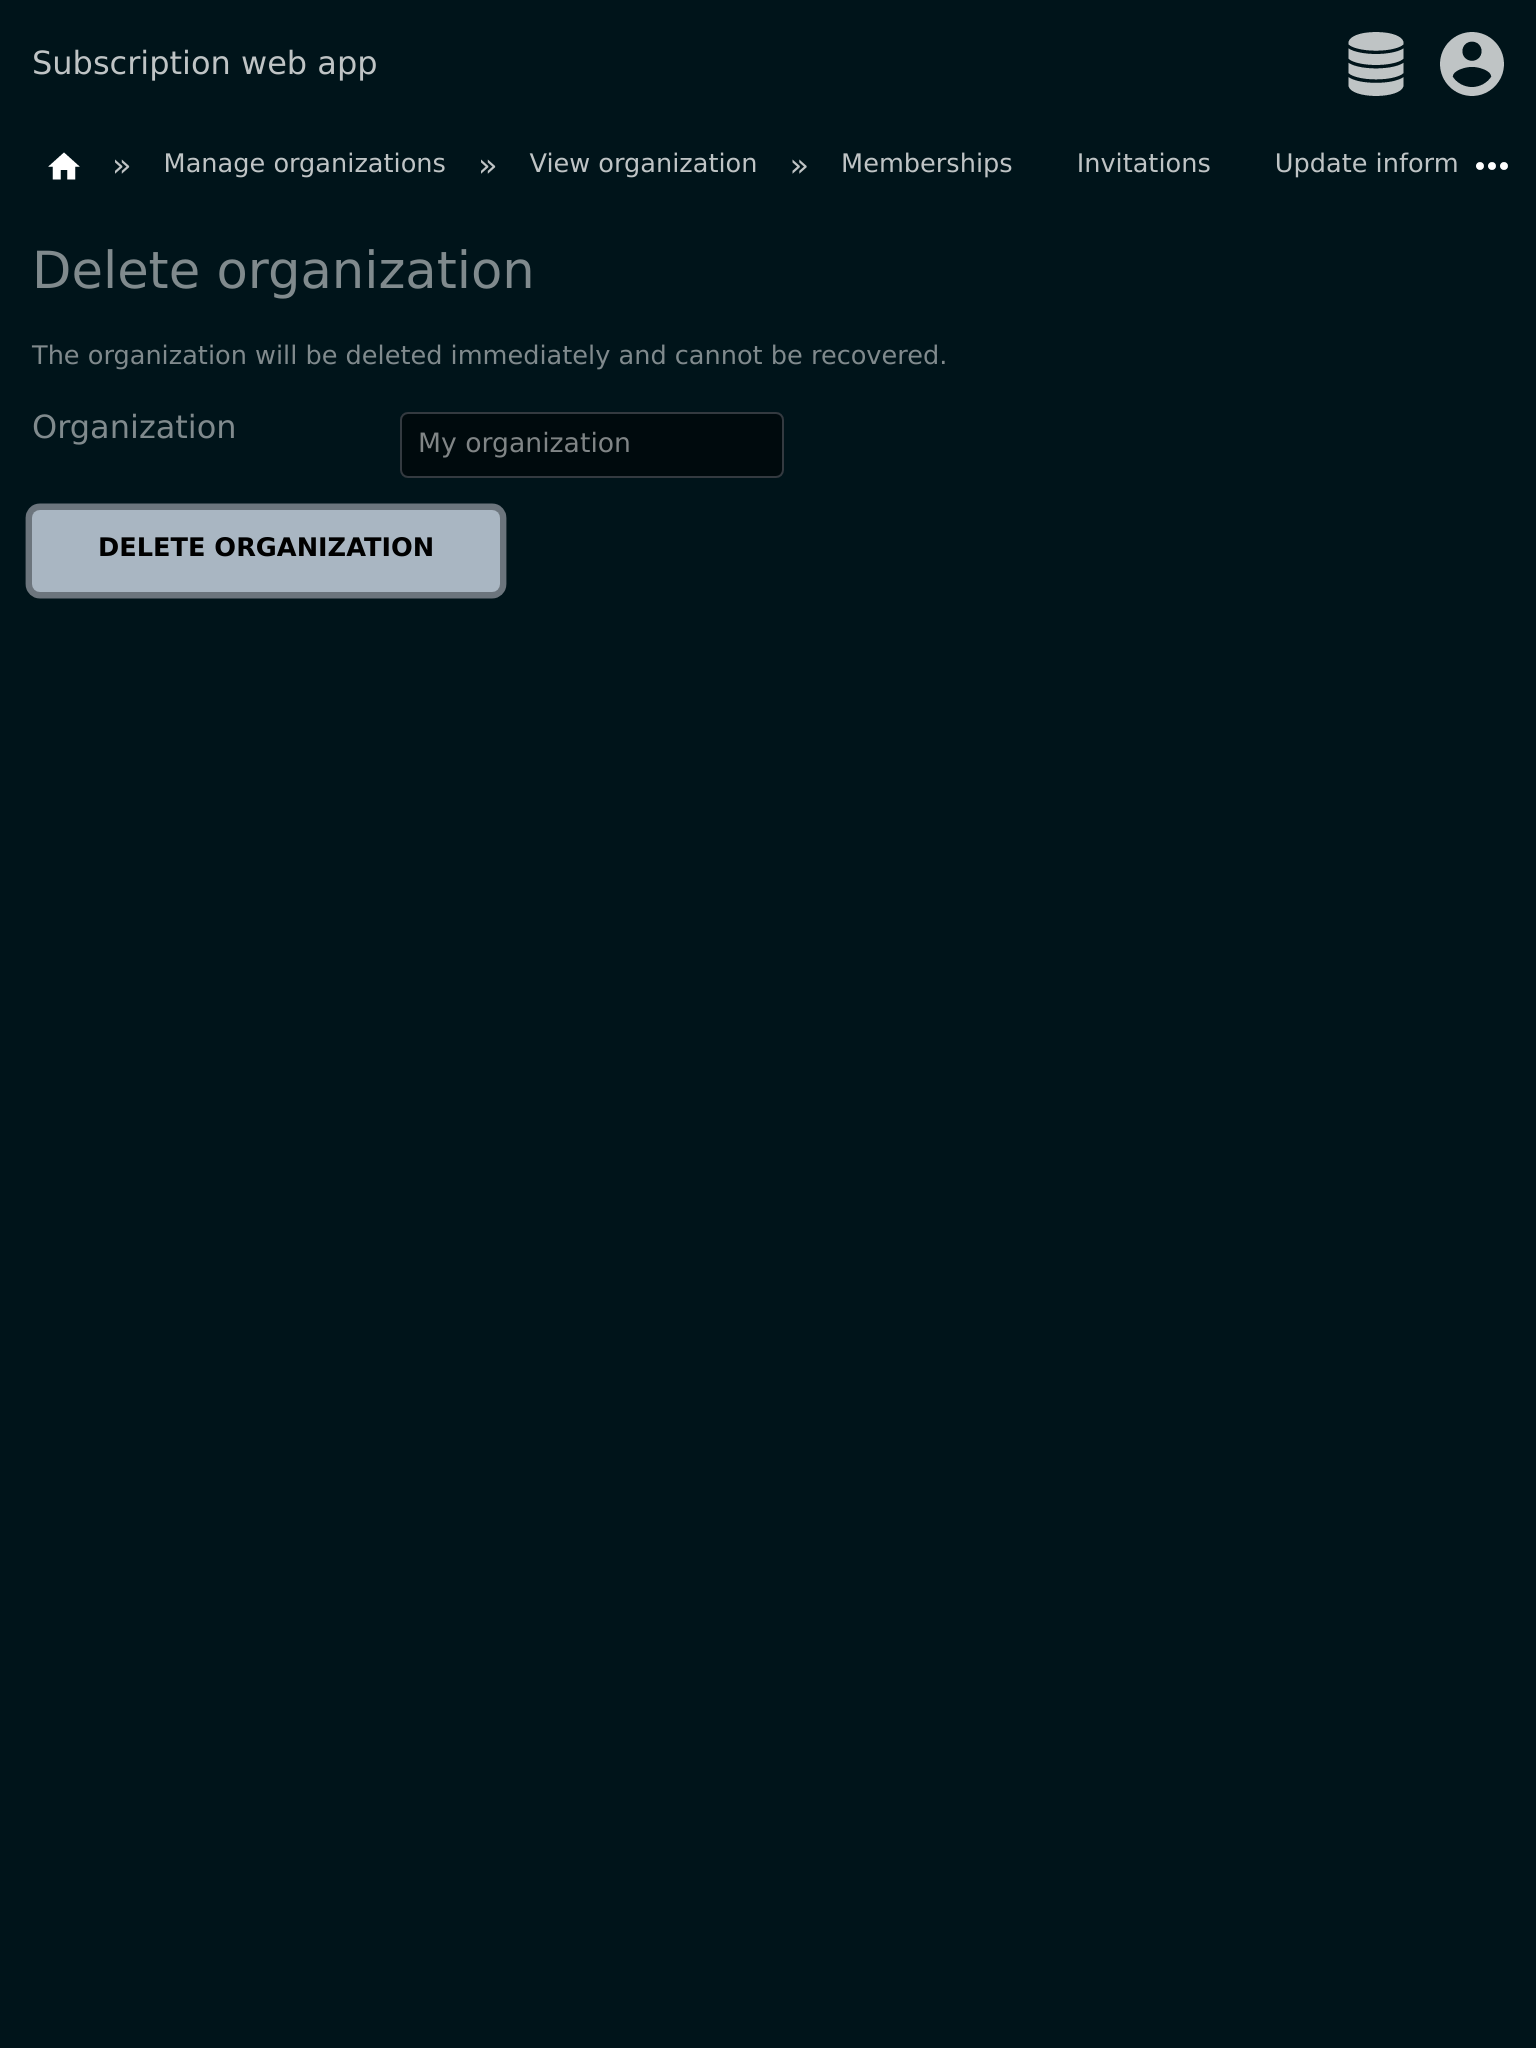 Subscription web app
» Manage organizations » View organization » Memberships Invitations Update inform •••
Delete organization
The organization will be deleted immediately and cannot be recovered.
Organization My organization
DELETE ORGANIZATION